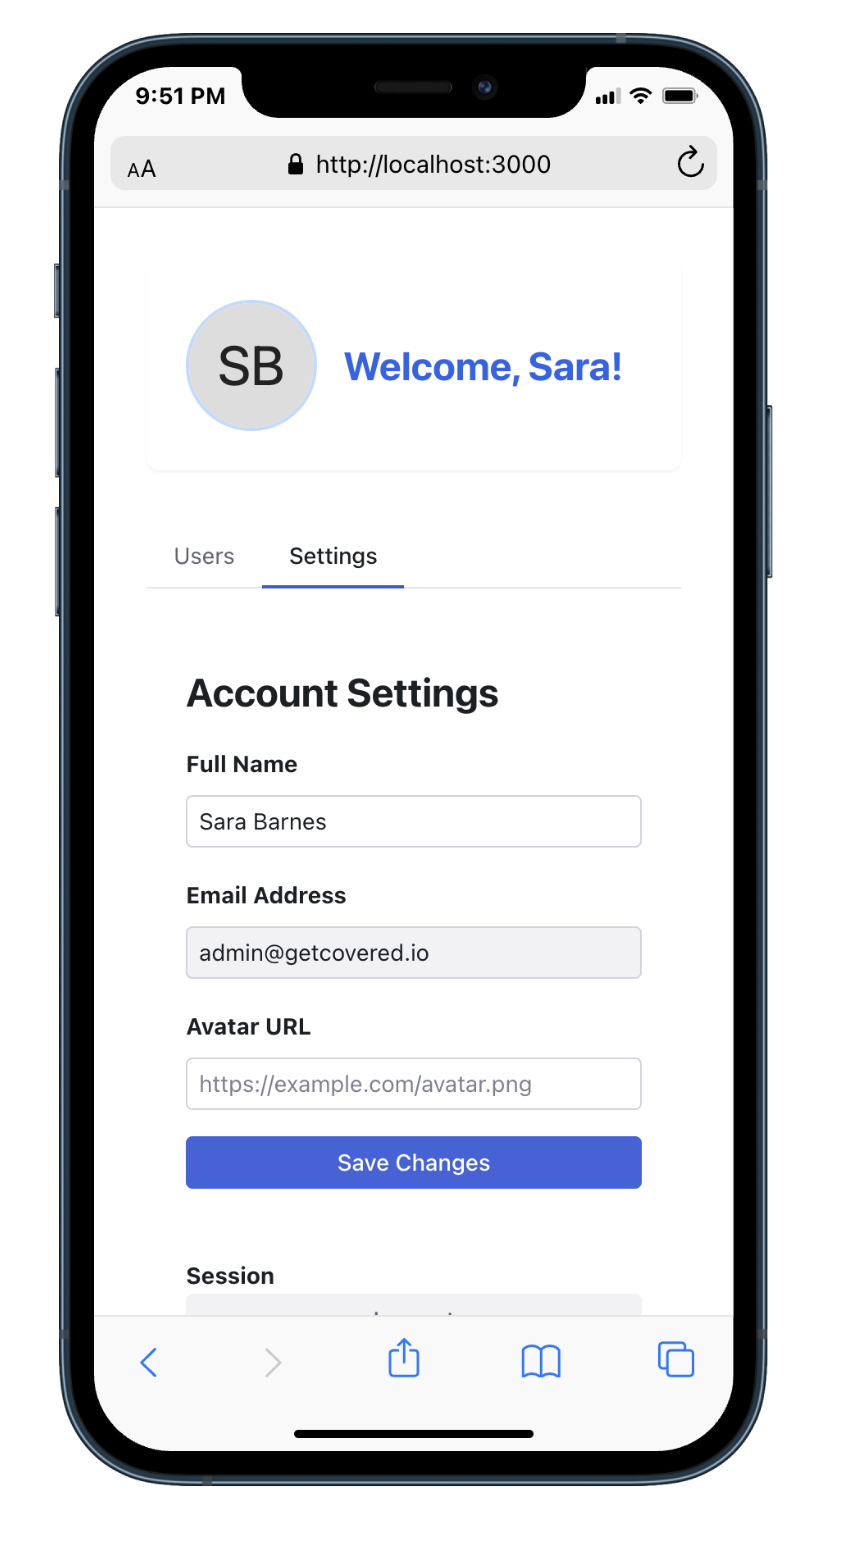 9:51 PM
AA
http://localhost:3000
SB
Welcome, Sara!
Users
Settings
Account Settings
Full Name
Sara Barnes
Email Address
admin@getcovered.io
Avatar URL
https://example.com/avatar.png
Save Changes
Session